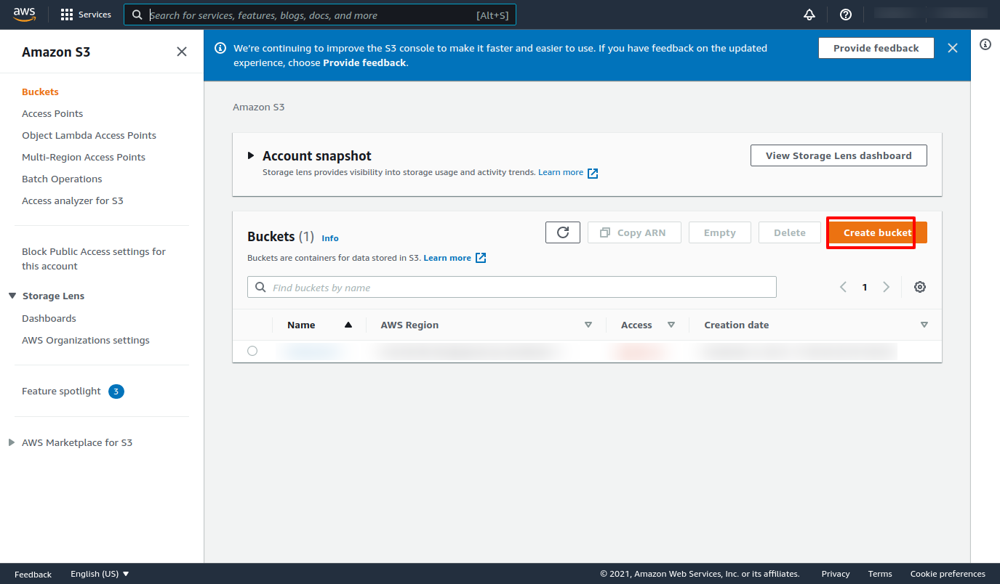 aws
Services
Search for services, features, blogs, docs, and more
[Alt+S]
Amazon S3
Buckets
Access Points
Object Lambda Access Points
Multi-Region Access Points
Batch Operations
Access analyzer for S3
Block Public Access settings for
this account
Storage Lens
Dashboards
AWS Organizations settings
Feature spotlight 3
AWS Marketplace for S3
We're continuing to improve the S3 console to make it faster and easier to use. If you have feedback on the updated
experience, choose Provide feedback.
Provide feedback
Amazon S3
Account snapshot
Storage lens provides visibility into storage usage and activity trends. Learn more
View Storage Lens dashboard
Buckets (1) Info
Copy ARN
Empty
Delete
Create bucket
Buckets are containers for data stored in S3. Learn more
Find buckets by name
1
Name
AWS Region
Access
Creation date
Feedback
English (US)
© 2021, Amazon Web Services, Inc. or its affiliates.
Privacy
Terms
Cookie preferences